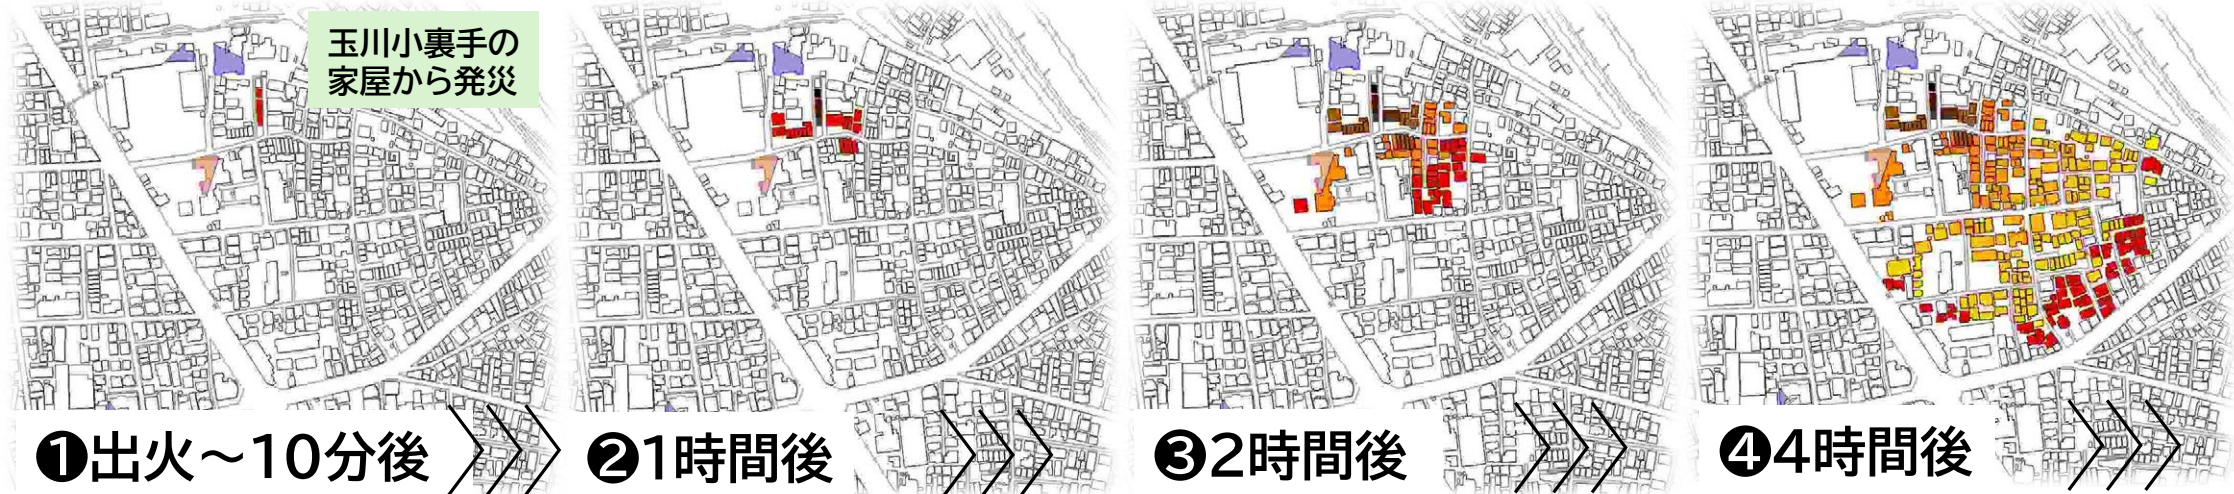 玉川小裏手の
家屋から発災
❶出火～10分後
❷1時間後
❸2時間後
❹4時間後